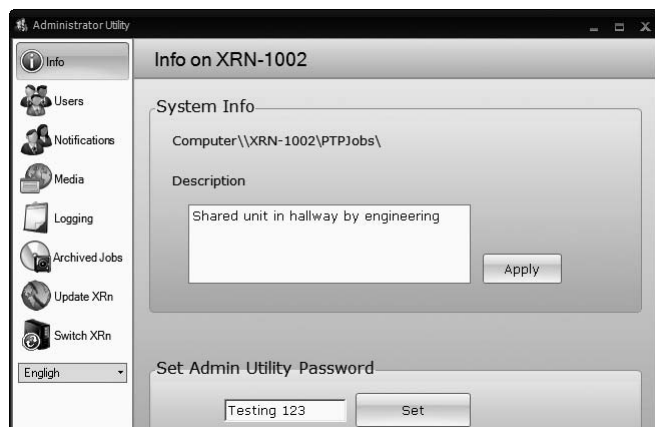 Administrator Utility
Info
Info on XRN-1002
Users
System Info
Notifications
Computer\\XRN-1002\PTPJobs\
Media
Description
Logging
Shared unit in hallway by engineering
Archived Jobs
Apply
Update XRn
Switch XRn
Engligh
Set Admin Utility Password
Testing 123
Set